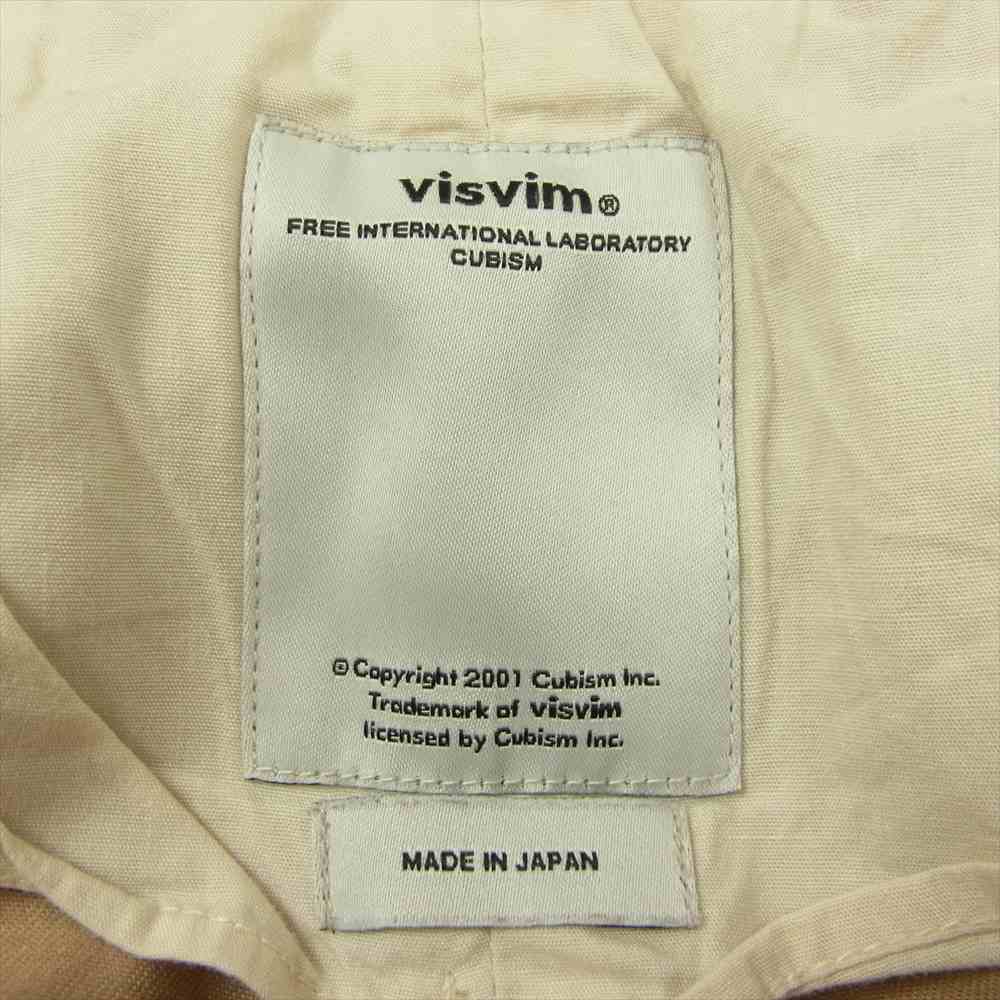 visvim®
FREE INTERNATIONAL LABORATORY
CUBISM
© Copyright 2001 Cubism Inc.
Trademark of visvim
licensed by Cubism Inc.
MADE IN JAPAN